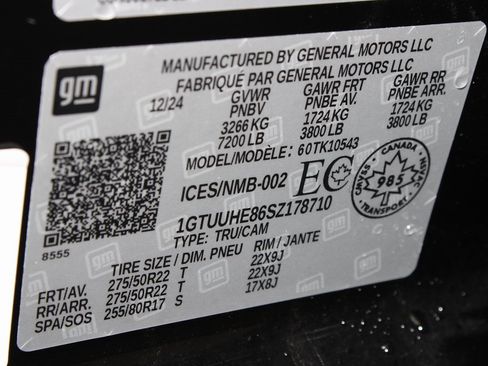 MANUFACTURED BY GENERAL MOTORS LLC
FABRIQUÉ PAR GENERAL MOTORS LLC
gm
12/24 GVWR GAWR FRT GAWR RR
PNBV PNBE AV. PNBE ARR.
3266 KG 1724 KG 1724 KG
7200 LB 3800 LB 3800 LB
MODEL/MODÈLE: 60TK10543
ICES/NMB-002 EC
CANADA
CMVSS 985 NSVAC
TRANSPORT
1GTUUHE86SZ178710
TYPE: TRU/CAM
8555
TIRE SIZE / DIM. PNEU RIM / JANTE
FRT/AV. 275/50R22 T 22X9J
RR/ARR. 275/50R22 T 22X9J
SPA/SOS 255/80R17 S 17X8J